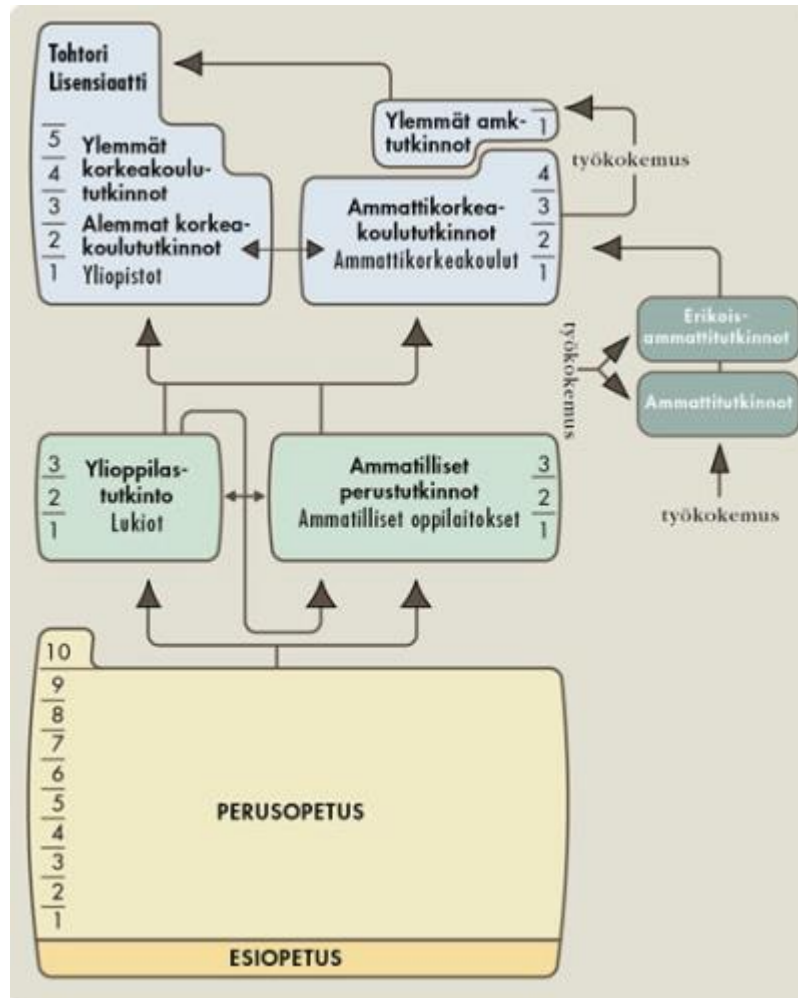 Tohtori
Lisensiaatti
5
4
3
2
1
Ylemmät
korkeakoulu-
tutkinnot
Alemmat korkea-
koulututkinnot
Yliopistot
Ylemmät amk-
tutkinnot
1
työkokemus
Ammattikorkea-
koulututkinnot
Ammattikorkeakoulut
4
3
2
1
Erikois-
ammattitutkinnot
työkokemus
Ammattitutkinnot
työkokemus
3
2
1
Ylioppilas-
tutkinto
Lukiot
Ammatilliset
perustutkinnot
Ammatilliset oppilaitokset
3
2
1
10
9
8
7
6
5
4
3
2
1
PERUSOPETUS
ESIOPETUS